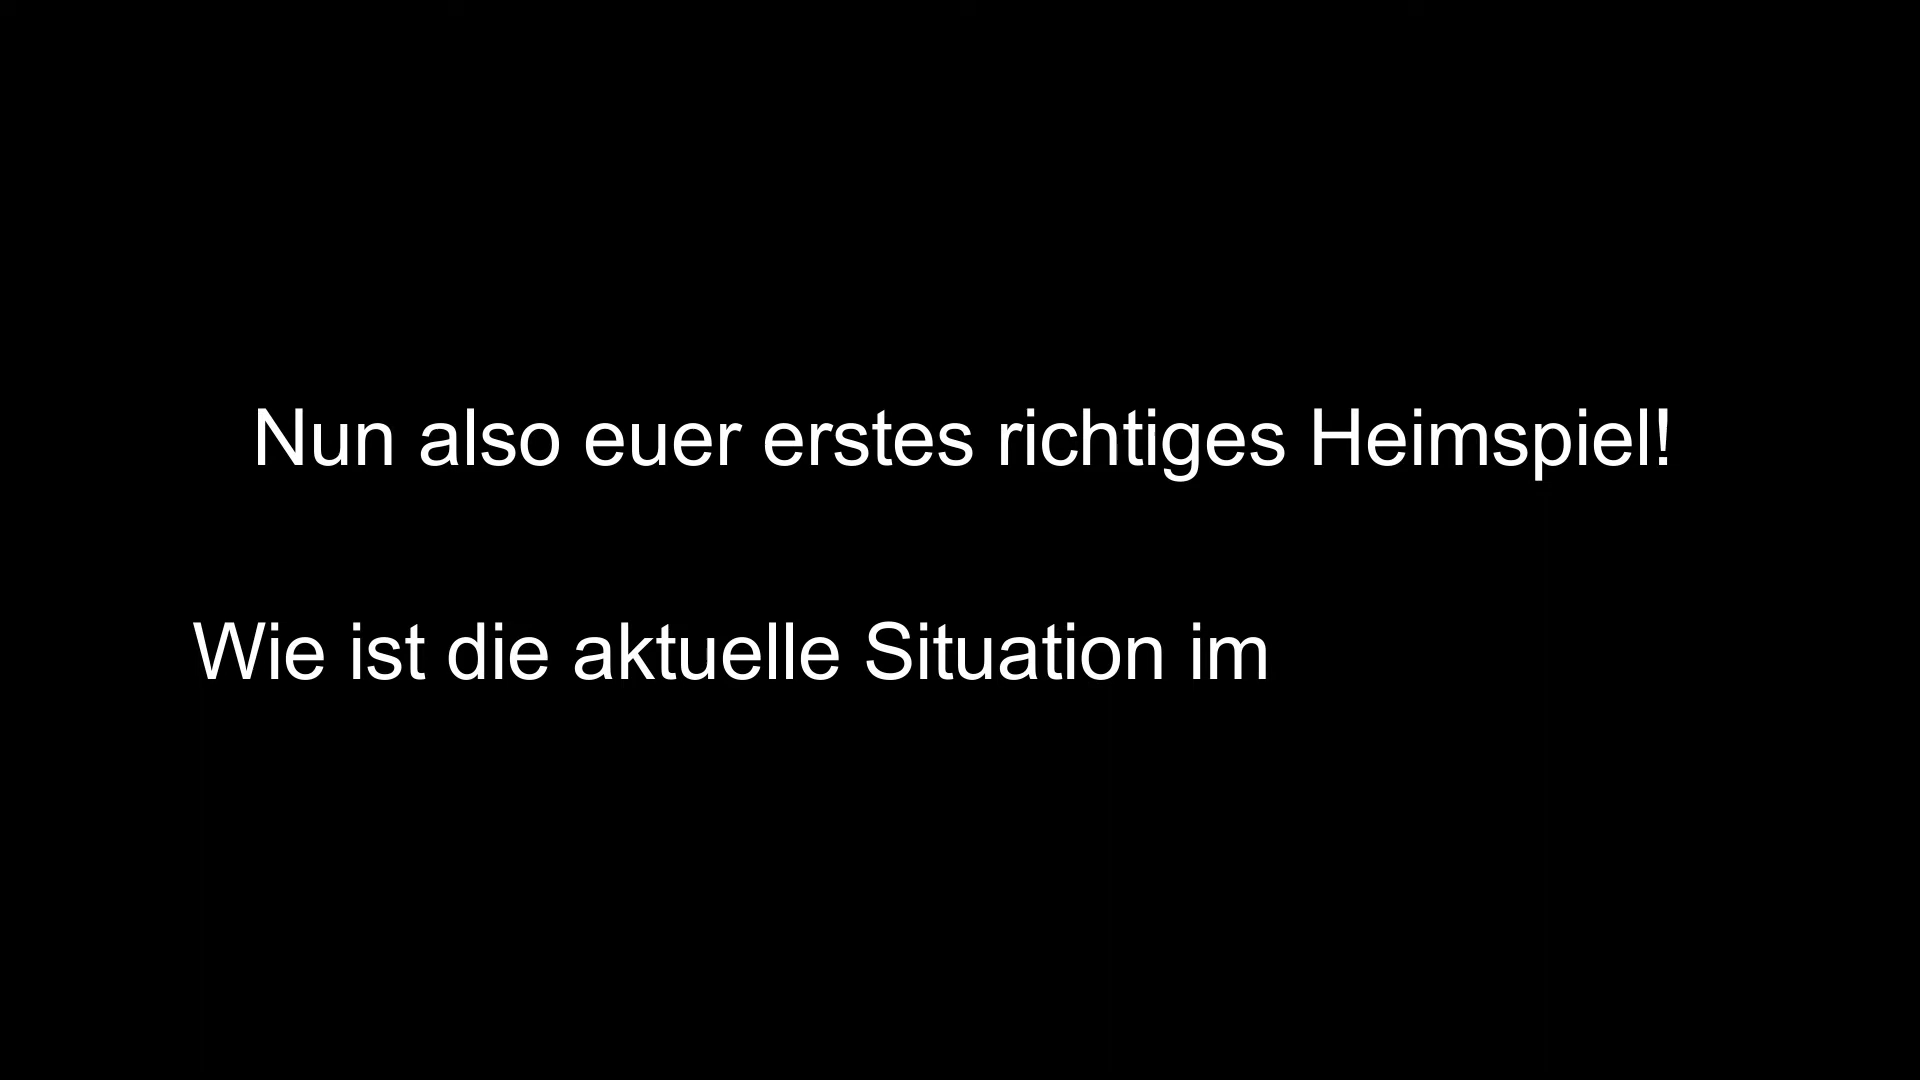 Nun also euer erstes richtiges Heimspiel!
Wie ist die aktuelle Situation im